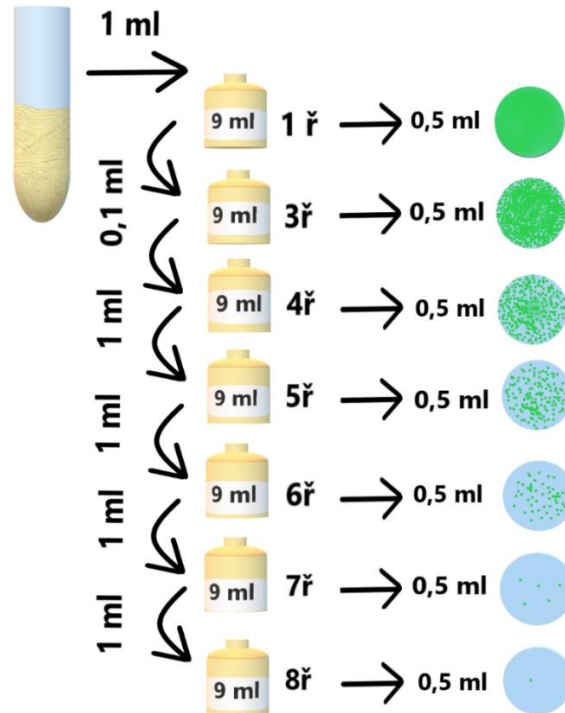 1 ml
9 ml 1 ř 0,5 ml
0,1 ml
9 ml 3ř 0,5 ml
1 ml
9 ml 4ř 0,5 ml
1 ml
9 ml 5ř 0,5 ml
1 ml
9 ml 6ř 0,5 ml
1 ml
9 ml 7ř 0,5 ml
9 ml 8ř 0,5 ml